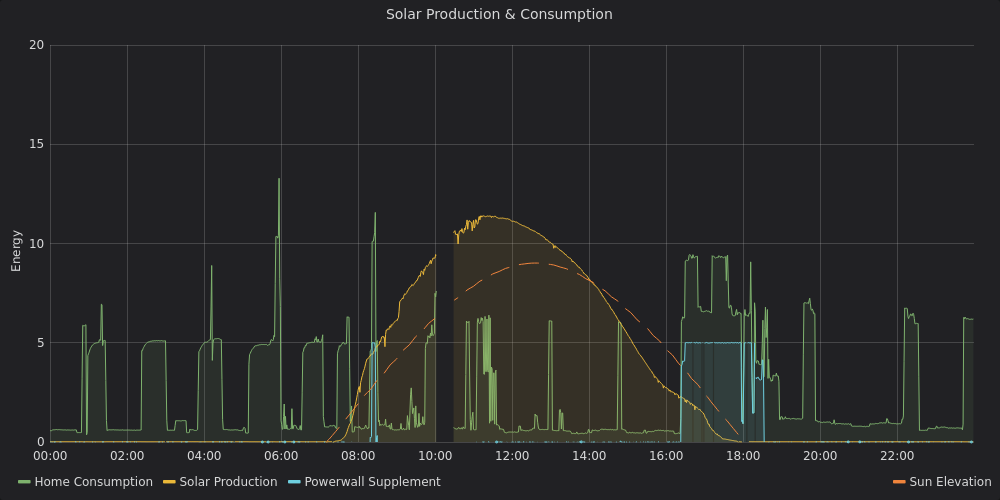 Solar Production & Consumption
20
15
10
5
0
Energy
00:00 02:00 04:00 06:00 08:00 10:00 12:00 14:00 16:00 18:00 20:00 22:00
Home Consumption Solar Production Powerwall Supplement Sun Elevation